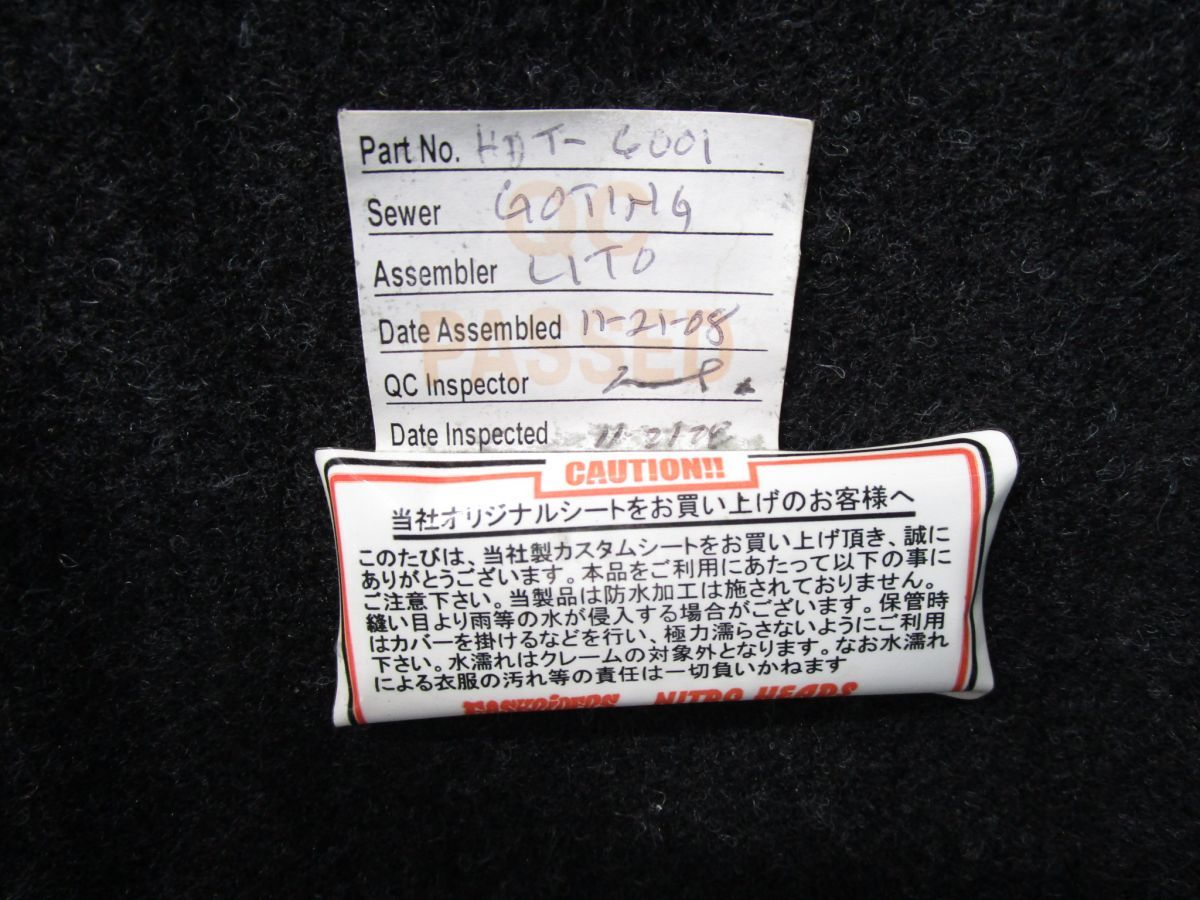 Part No. HDT-6001
Sewer GOTING
Assembler LITO
Date Assembled 11-21-08
QC Inspector
Date Inspected
QC
PASSED
CAUTION!!
当社オリジナルシートをお買い上げのお客様へ
このたびは、当社製カスタムシートをお買い上げ頂き、誠に
ありがとうございます。本品をご利用にあたって以下の事に
ご注意下さい。当製品は防水加工は施されておりません。
縫い目より雨等の水が侵入する場合がございます。保管時
はカバーを掛けるなどを行い、極力濡らさないようにご利用
下さい。水濡れはクレームの対象外となります。なお水濡れ
による衣服の汚れ等の責任は一切負いかねます
NITRO HEADS